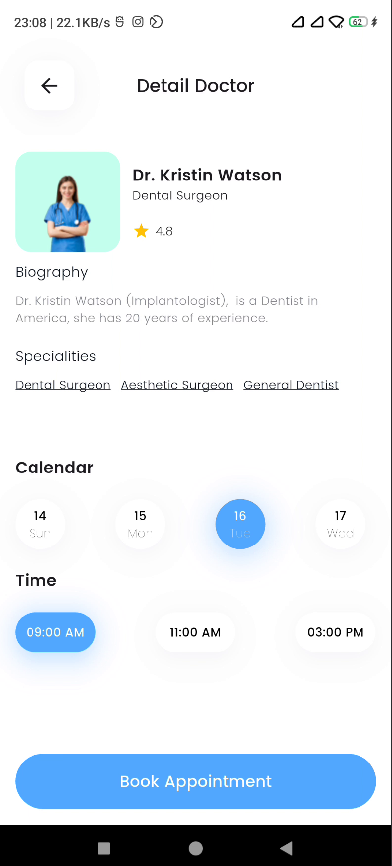 23:08 | 22.1KB/s
62
Detail Doctor
Dr. Kristin Watson
Dental Surgeon
4.8
Biography
Dr. Kristin Watson (Implantologist), is a Dentist in
America, she has 20 years of experience.
Specialities
Dental Surgeon Aesthetic Surgeon General Dentist
Calendar
14 15 16 17
Sun Mon Tue Wed
Time
09:00 AM 11:00 AM 03:00 PM
Book Appointment